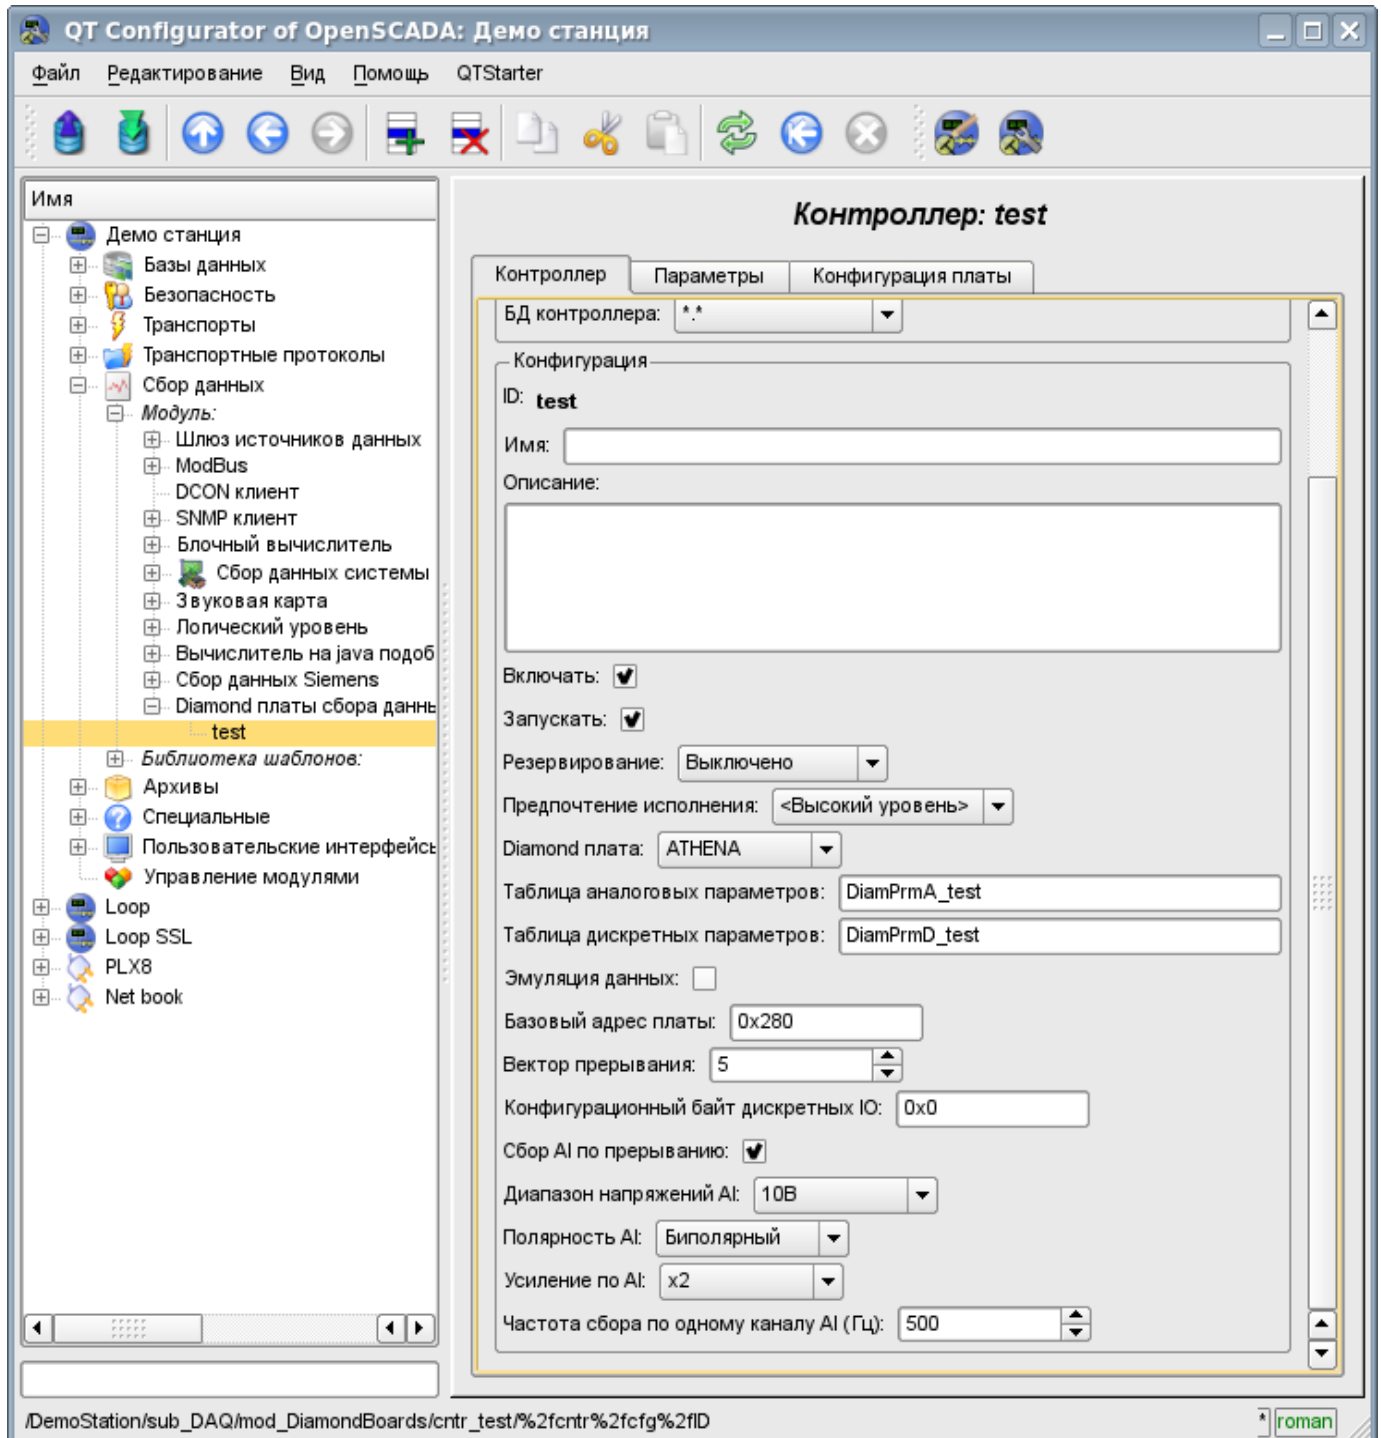 QT Configurator of OpenSCADA: Демо станция
Файл Редактирование Вид Помощь QTStarter
Имя
Демо станция
Базы данных
Безопасность
Транспорты
Транспортные протоколы
Сбор данных
Модуль:
Шлюз источников данных
ModBus
DCON клиент
SNMP клиент
Блочный вычислитель
Сбор данных системы
Звуковая карта
Логический уровень
Вычислитель на java подоб
Сбор данных Siemens
Diamond платы сбора данны
test
Библиотека шаблонов:
Архивы
Специальные
Пользовательские интерфейсы
Управление модулями
Loop
Loop SSL
PLX8
Net book
Контроллер: test
Контроллер Параметры Конфигурация платы
БД контроллера: *.*
Конфигурация
ID: test
Имя:
Описание:
Включать:
Запускать:
Резервирование: Выключено
Предпочтение исполнения: <Высокий уровень>
Diamond плата: ATHENA
Таблица аналоговых параметров: DiamPrmA_test
Таблица дискретных параметров: DiamPrmD_test
Эмуляция данных:
Базовый адрес платы: 0x280
Вектор прерывания: 5
Конфигурационный байт дискретных IO: 0x0
Сбор AI по прерыванию:
Диапазон напряжений AI: 10В
Полярность AI: Биполярный
Усиление по AI: x2
Частота сбора по одному каналу AI (Гц): 500
/DemoStation/sub_DAQ/mod_DiamondBoards/cntr_test/%2fcntr%2fcfg%2fID * roman